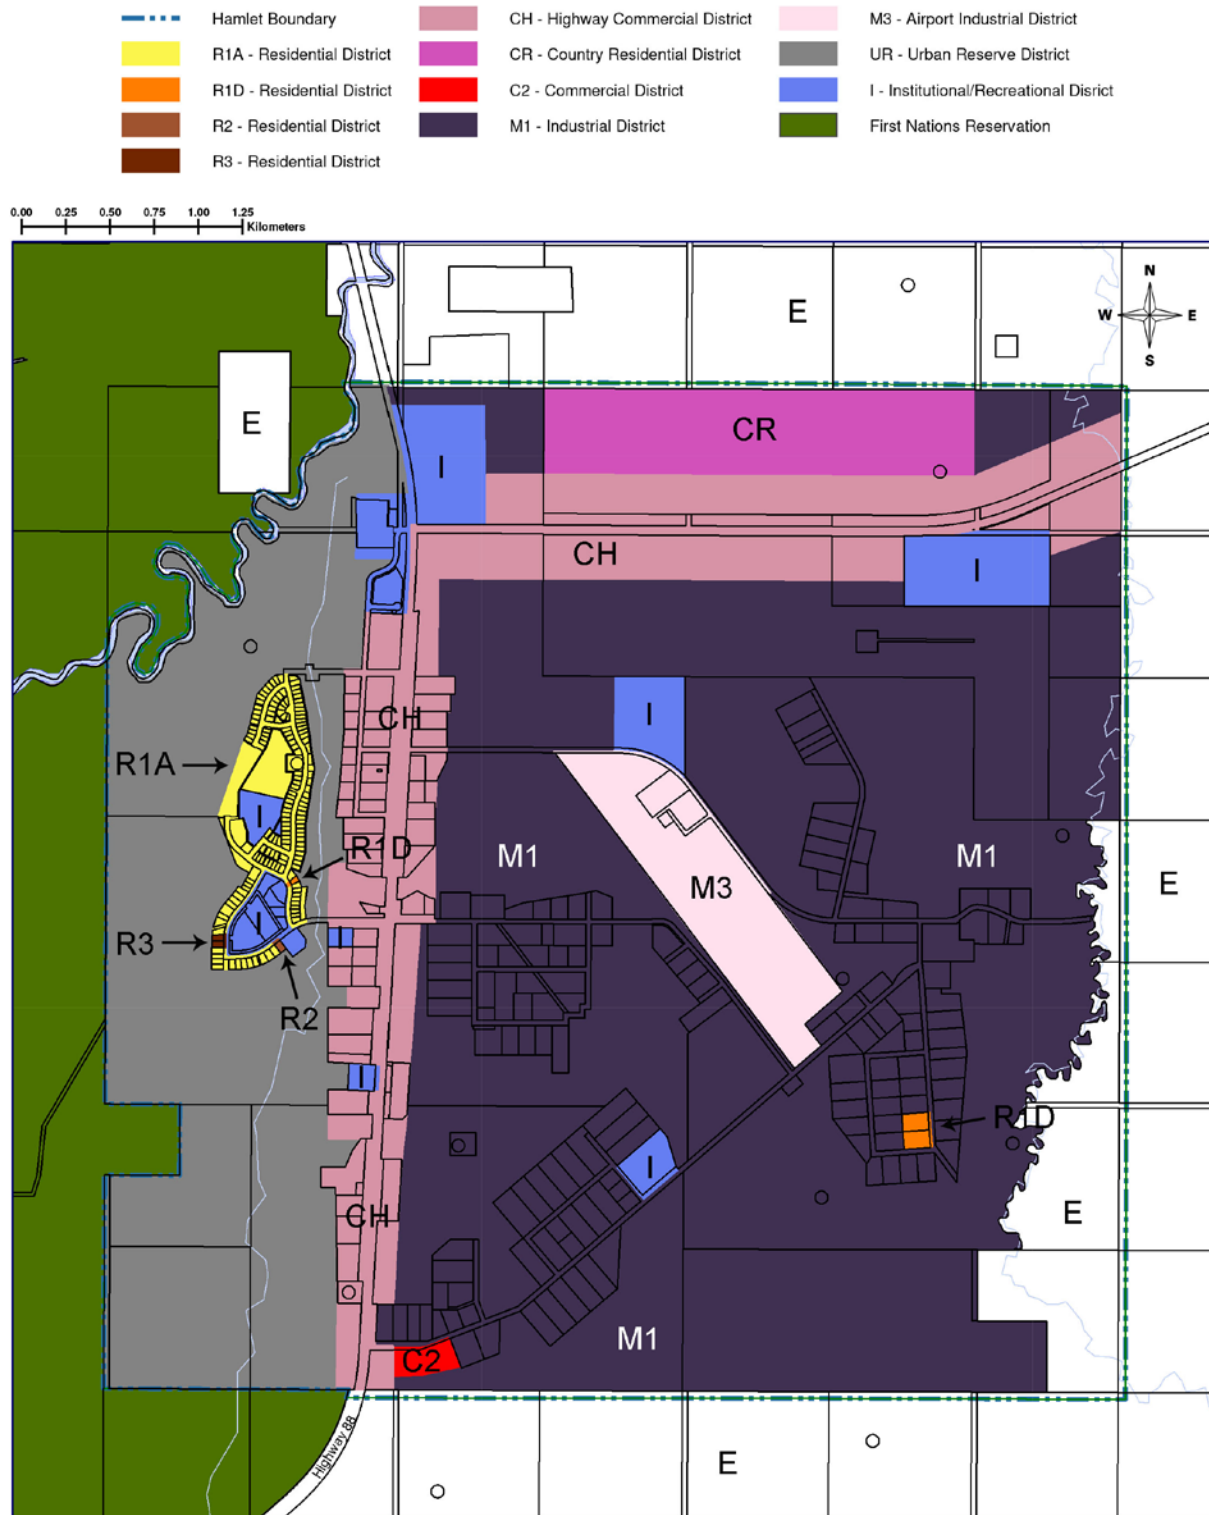 Hamlet Boundary
R1A - Residential District
R1D - Residential District
R2 - Residential District
R3 - Residential District
CH - Highway Commercial District
CR - Country Residential District
C2 - Commercial District
M1 - Industrial District
M3 - Airport Industrial District
UR - Urban Reserve District
I - Institutional/Recreational Disrict
First Nations Reservation
0.00 0.25 0.50 0.75 1.00 1.25
Kilometers
N
W E
S
E
E
CR
I
CH
I
I
CH
R1A
I
R1D
M1
M1
M3
E
R3
I
I
R2
I
R1D
I
CH
E
M1
C2
Highway 88
E